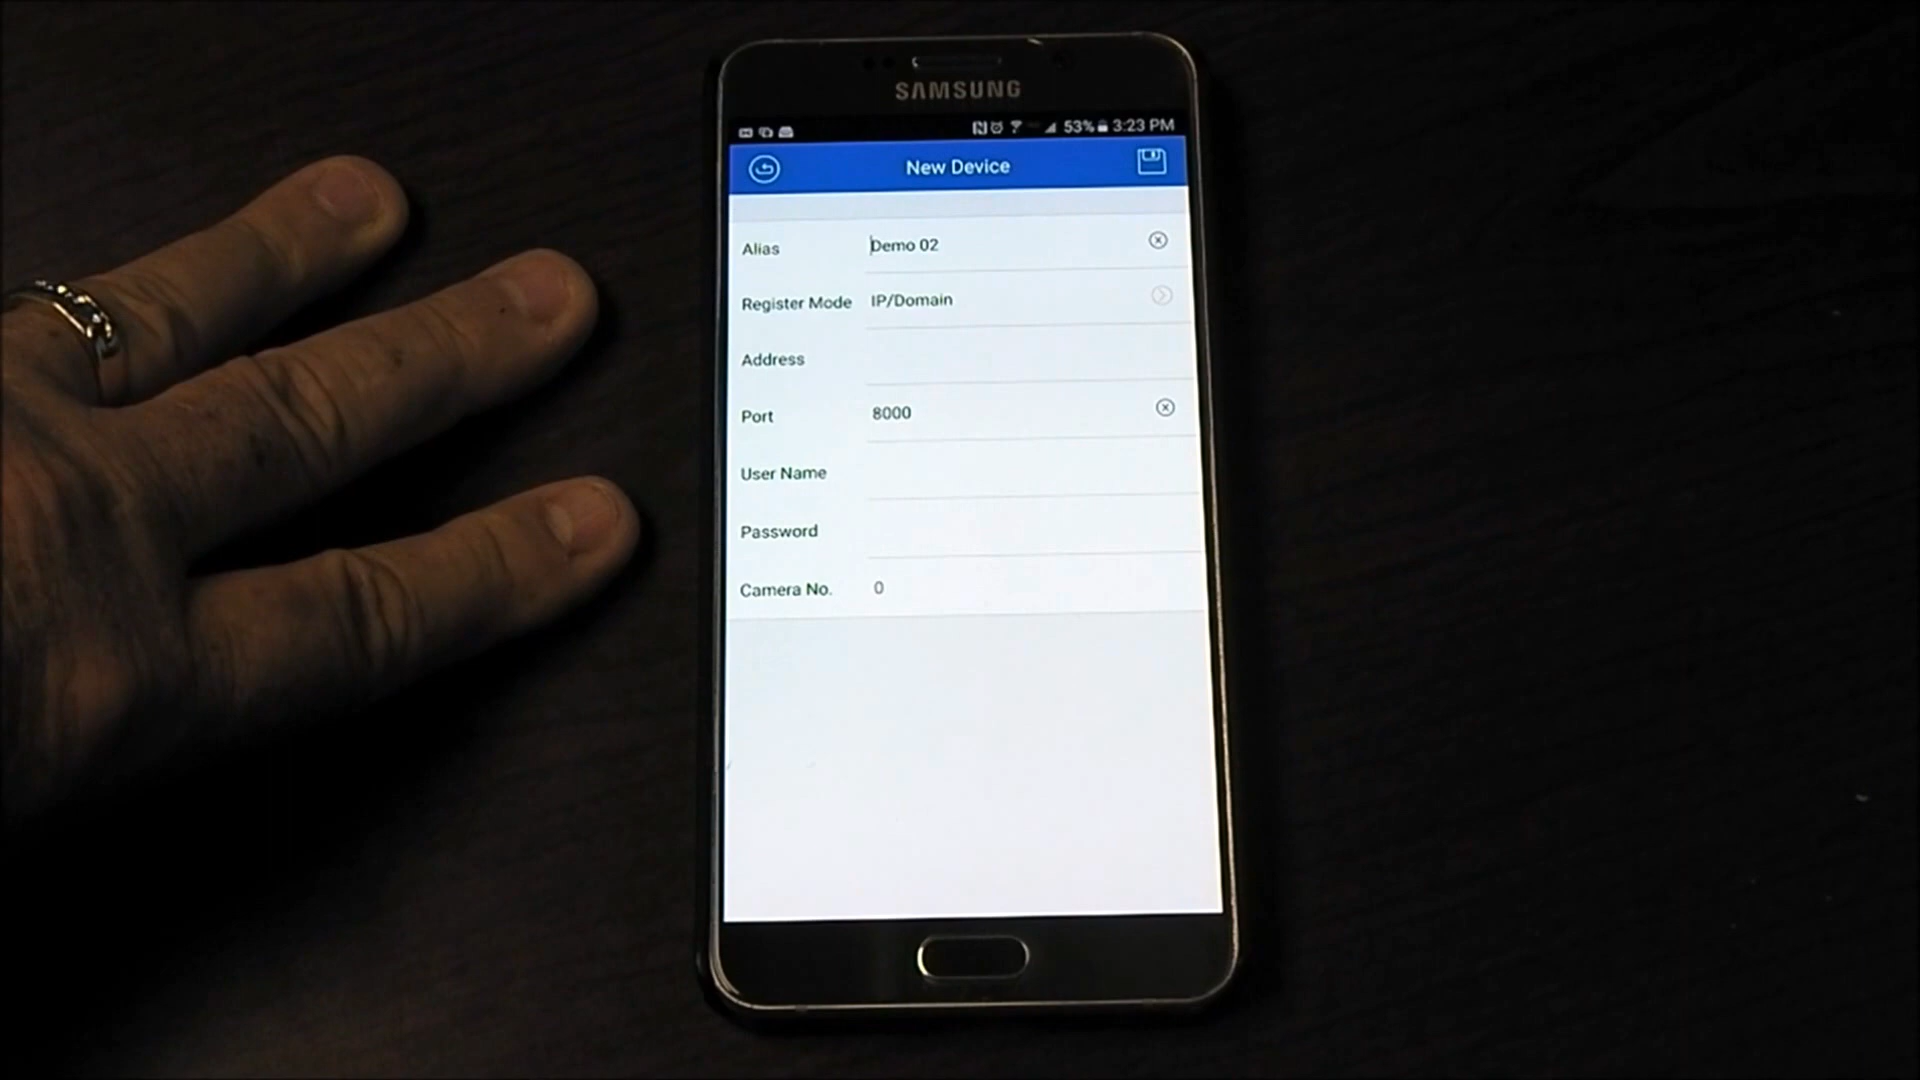 SAMSUNG
53% 3:23 PM
New Device
Alias Demo 02
Register Mode IP/Domain
Address
Port 8000
User Name
Password
Camera No. 0